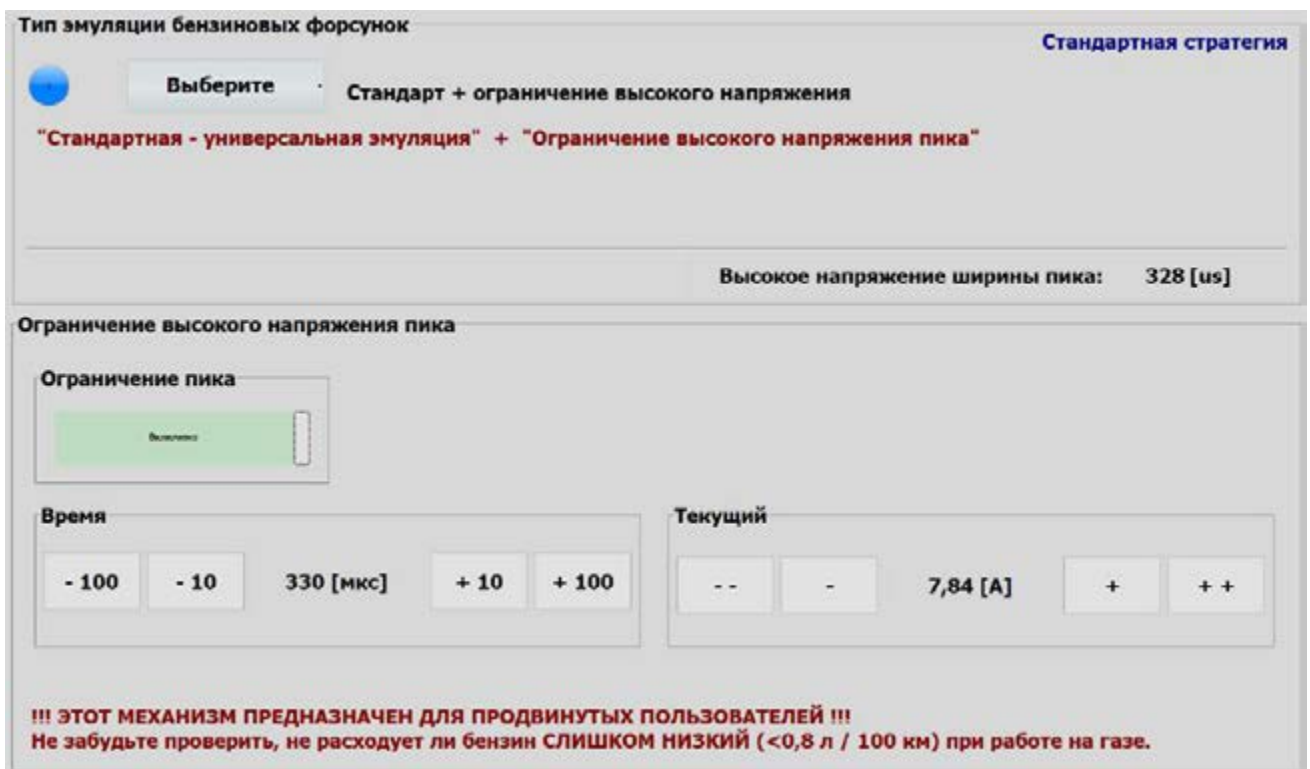 Тип эмуляции бензиновых форсунок
Стандартная стратегия
Выберите
Стандарт + ограничение высокого напряжения
"Стандартная - универсальная эмуляция" + "Ограничение высокого напряжения пика"
Высокое напряжение ширины пика: 328 [us]
Ограничение высокого напряжения пика
Ограничение пика
Время
Текущий
- 100 - 10 330 [мкс] + 10 + 100
- - - 7,84 [A] + + +
!!! ЭТОТ МЕХАНИЗМ ПРЕДНАЗНАЧЕН ДЛЯ ПРОДВИНУТЫХ ПОЛЬЗОВАТЕЛЕЙ !!!
Не забудьте проверить, не расходует ли бензин СЛИШКОМ НИЗКИЙ (<0,8 л / 100 км) при работе на газе.